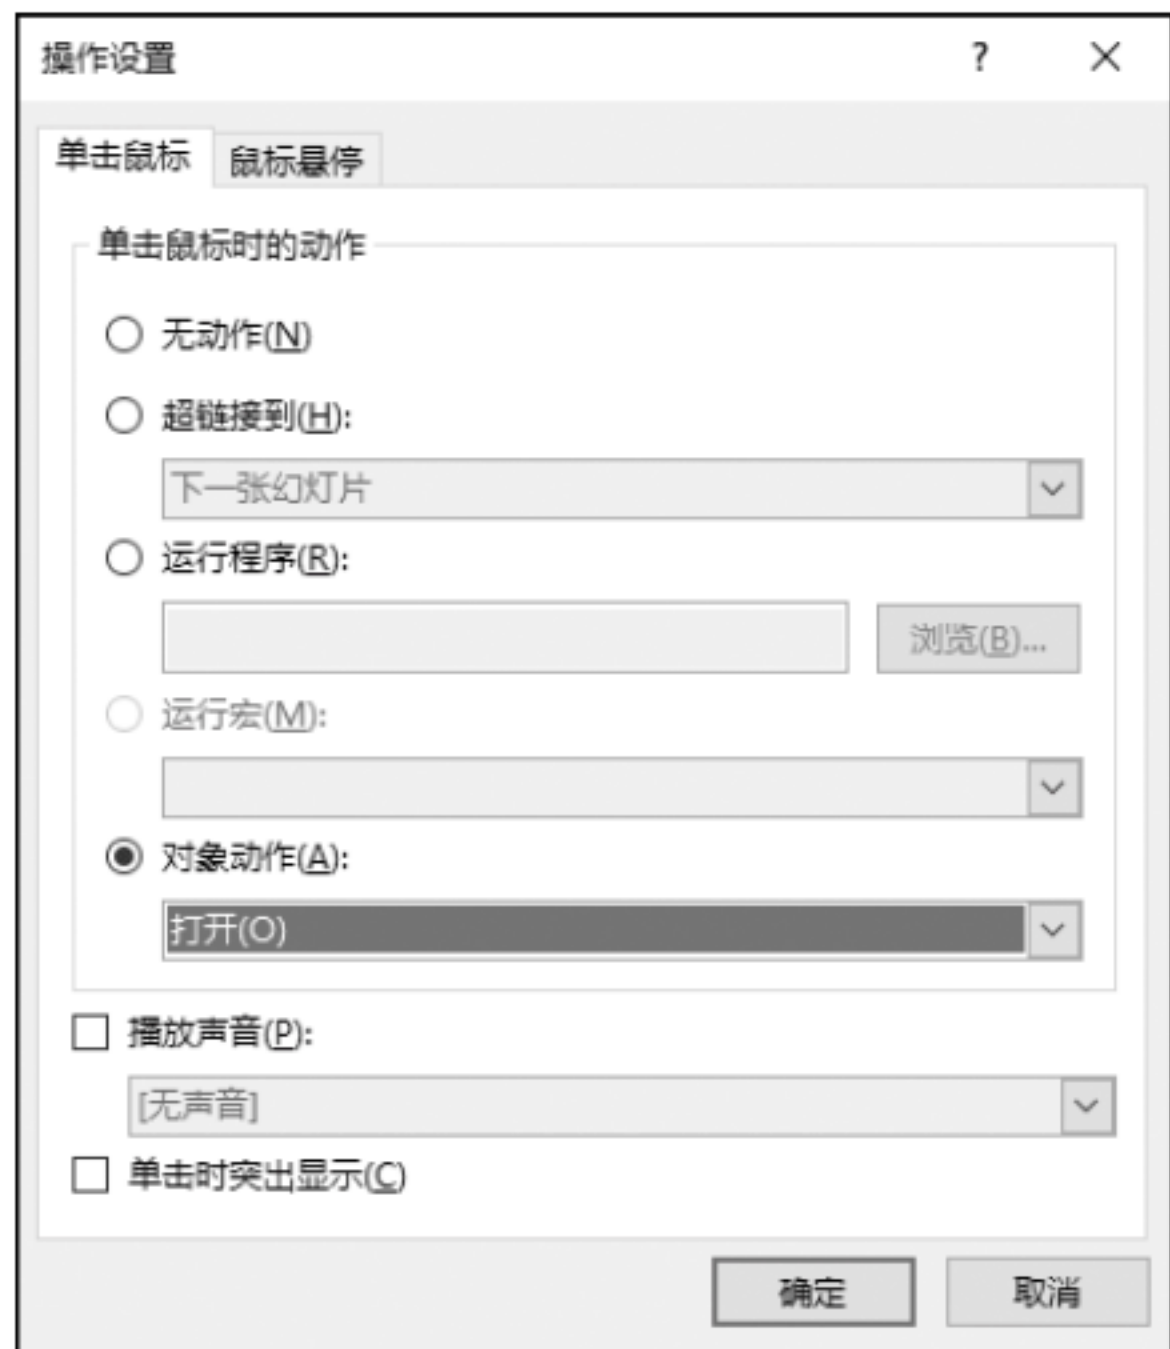 操作设置 ?
单击鼠标 鼠标悬停
单击鼠标时的动作
无动作(N)
超链接到(H):
下一张幻灯片
运行程序(R):
浏览(B)...
运行宏(M):
对象动作(A):
打开(O)
播放声音(P):
[无声音]
单击时突出显示(C)
确定 取消